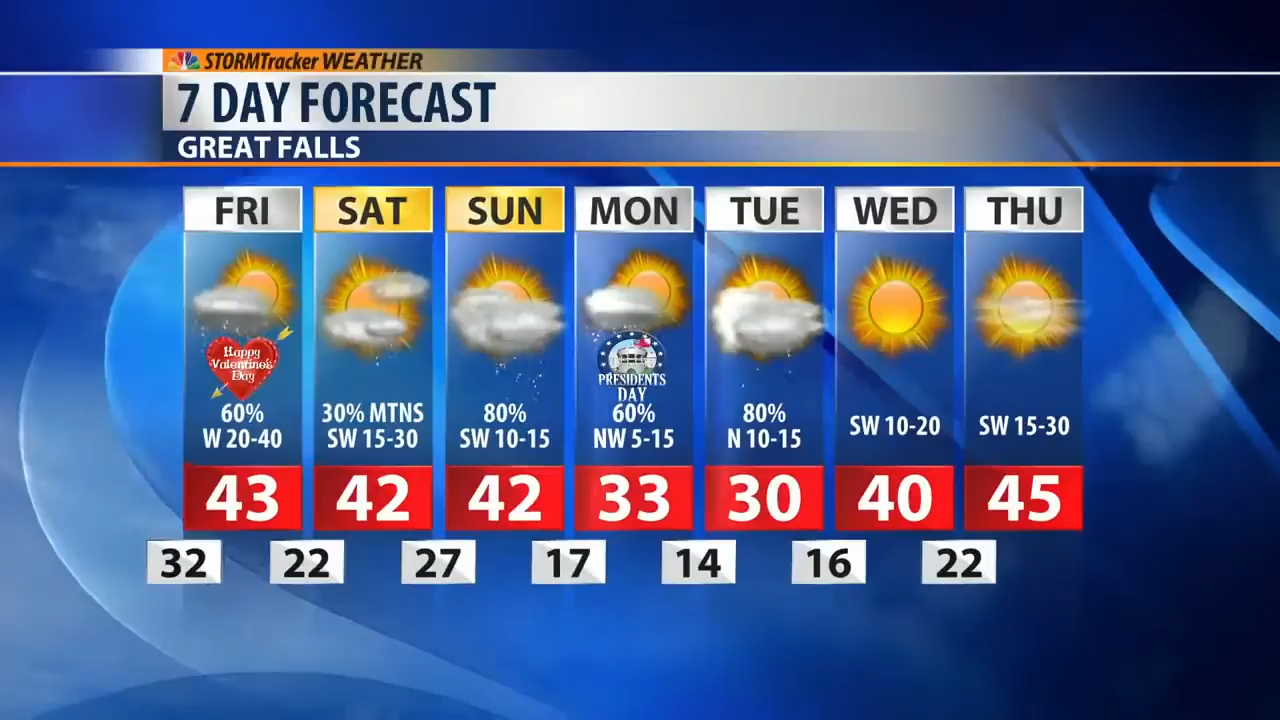 STORMTracker WEATHER
7 DAY FORECAST
GREAT FALLS
FRI SAT SUN MON TUE WED THU
Happy
Valentines
Day
PRESIDENTS
DAY
60% 30% MTNS 80% 60% 80%
W 20-40 SW 15-30 SW 10-15 NW 5-15 N 10-15 SW 10-20 SW 15-30
43 42 42 33 30 40 45
32 22 27 17 14 16 22